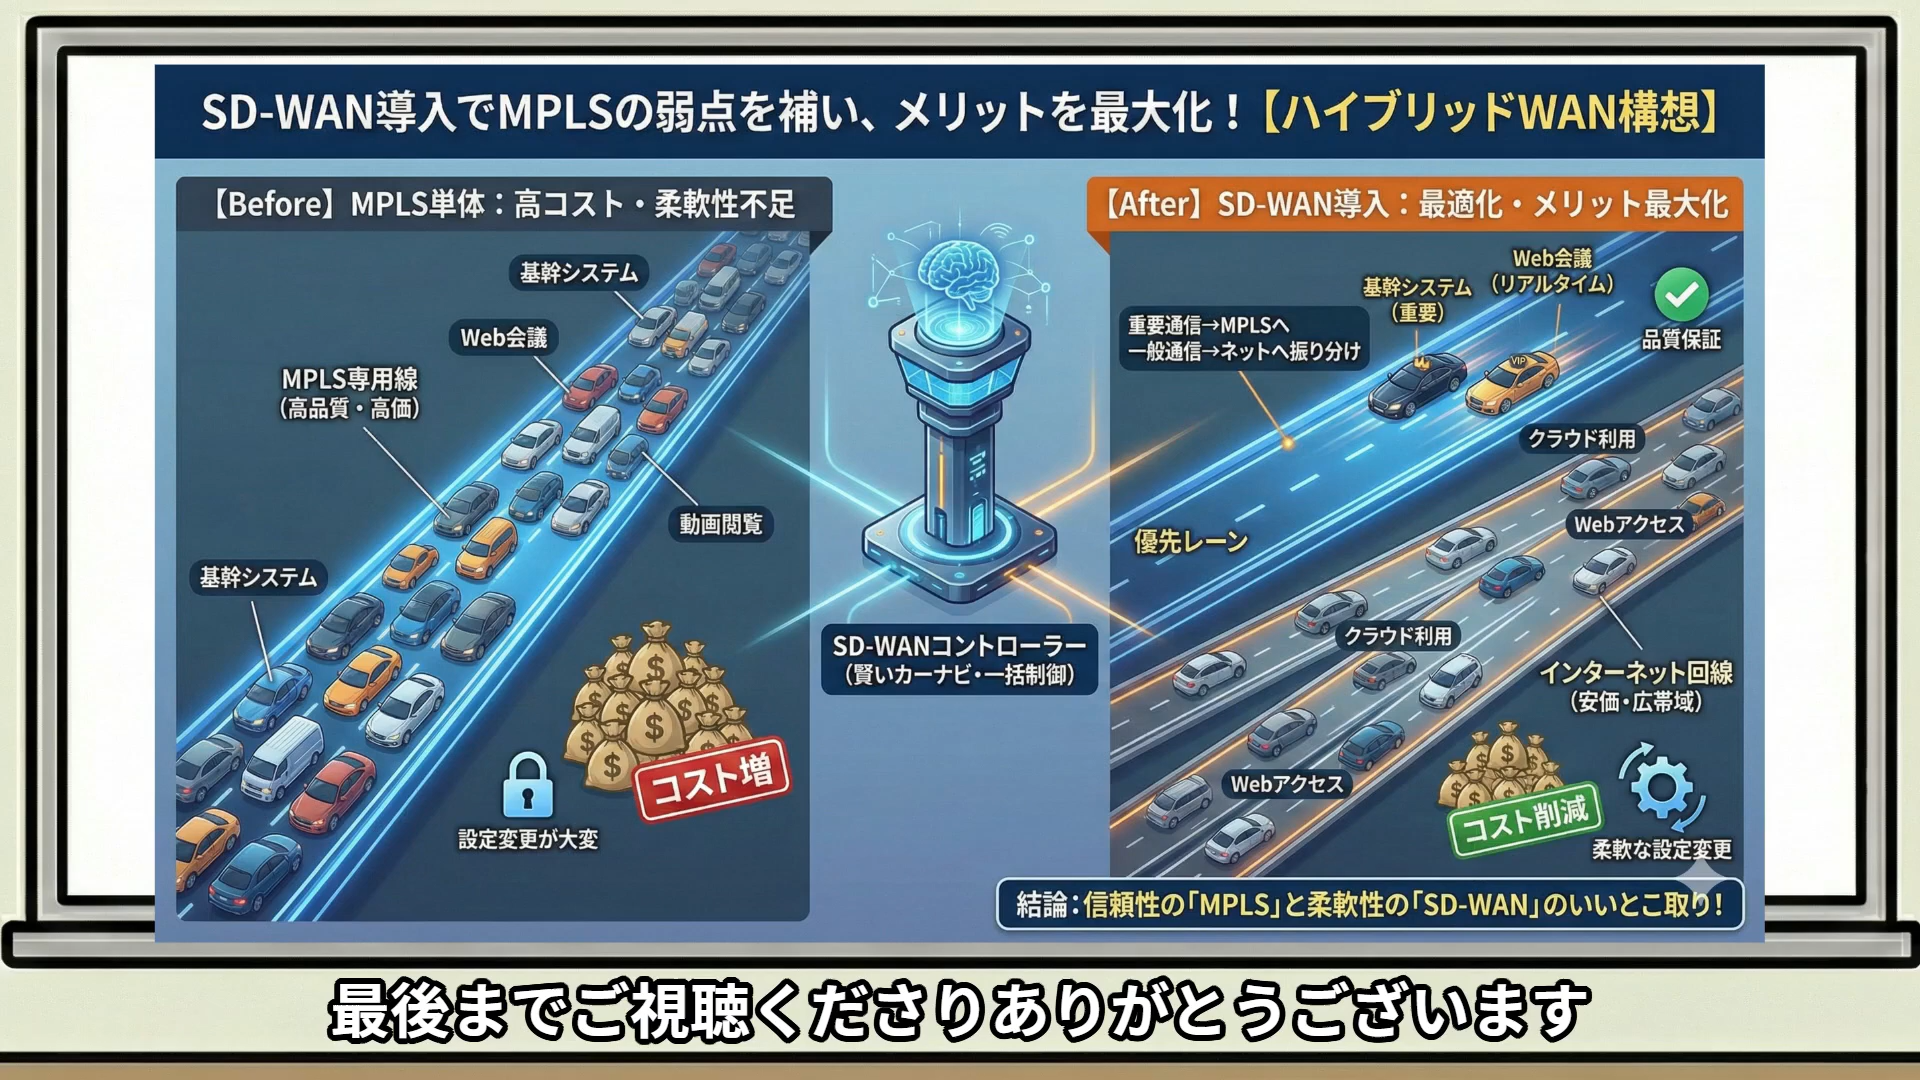 SD-WAN導入でMPLSの弱点を補い、メリットを最大化！【ハイブリッドWAN構想】
【Before】MPLS単体：高コスト・柔軟性不足
基幹システム
Web会議
MPLS専用線
（高品質・高価）
動画閲覧
基幹システム
コスト増
設定変更が大変
SD-WANコントローラー
（賢いカーナビ・一括制御）
【After】SD-WAN導入：最適化・メリット最大化
Web会議
（リアルタイム）
基幹システム
（重要）
品質保証
重要通信→MPLSへ
一般通信→ネットへ振り分け
VIP
クラウド利用
Webアクセス
優先レーン
クラウド利用
インターネット回線
（安価・広帯域）
Webアクセス
コスト削減
柔軟な設定変更
結論：信頼性の「MPLS」と柔軟性の「SD-WAN」のいいとこ取り！
最後までご視聴くださりありがとうございます